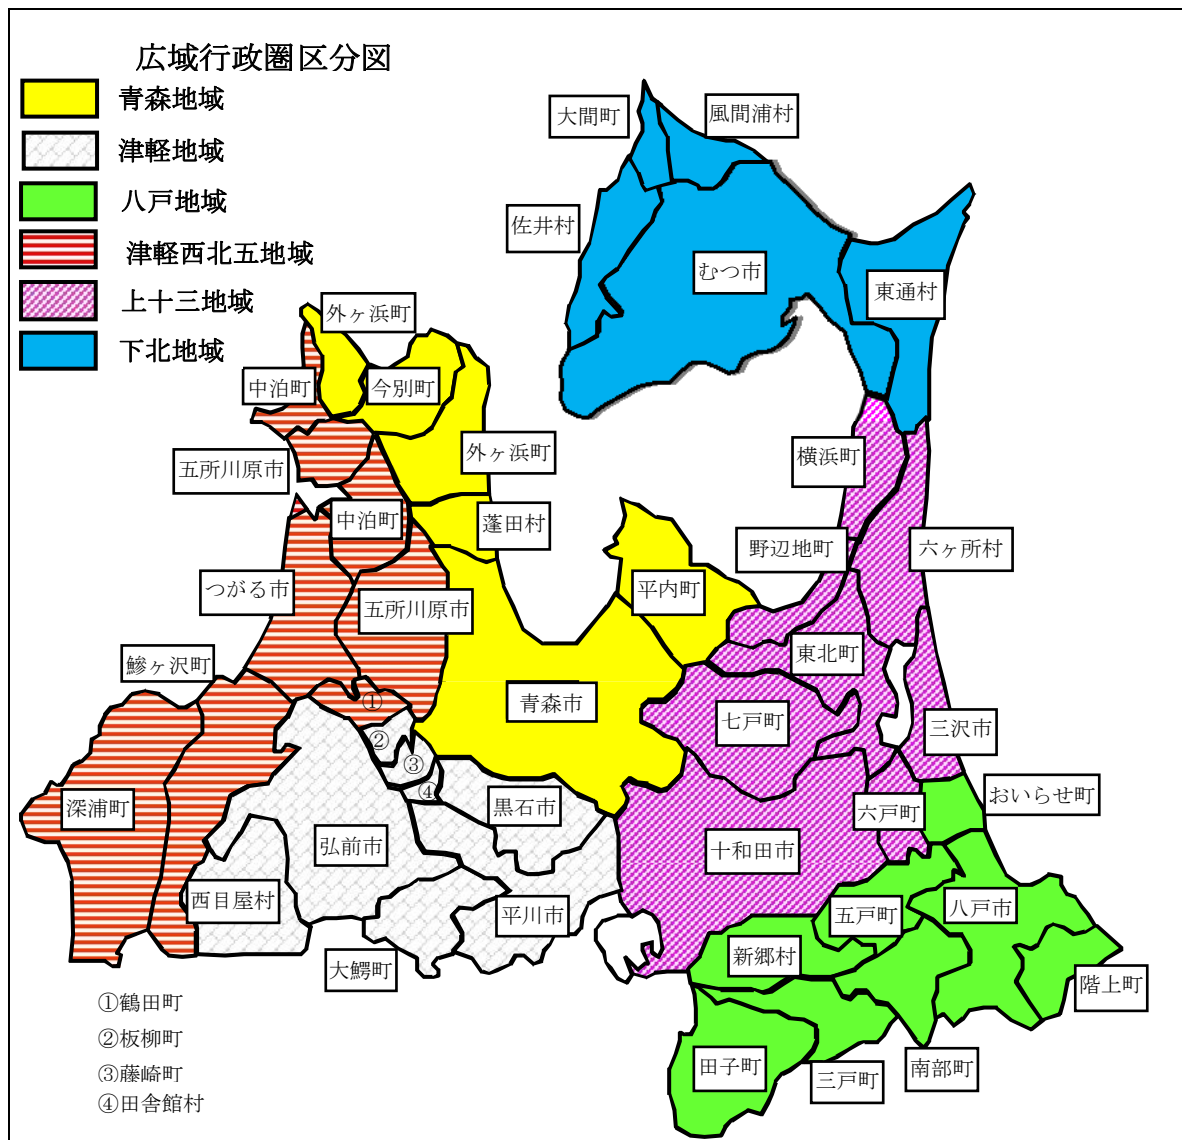 広域行政圏区分図
青森地域
津軽地域
八戸地域
津軽西北五地域
上十三地域
下北地域
大間町
風間浦村
佐井村
むつ市
東通村
外ヶ浜町
中泊町
今別町
五所川原市
外ヶ浜町
横浜町
中泊町
蓬田村
野辺地町
六ヶ所村
つがる市
五所川原市
平内町
鰺ヶ沢町
東北町
①
青森市
七戸町
三沢市
②
③
④
深浦町
黒石市
六戸町
おいらせ町
弘前市
十和田市
西目屋村
平川市
五戸町
八戸市
大鰐町
新郷村
階上町
田子町
三戸町
南部町
①鶴田町
②板柳町
③藤崎町
④田舎館村